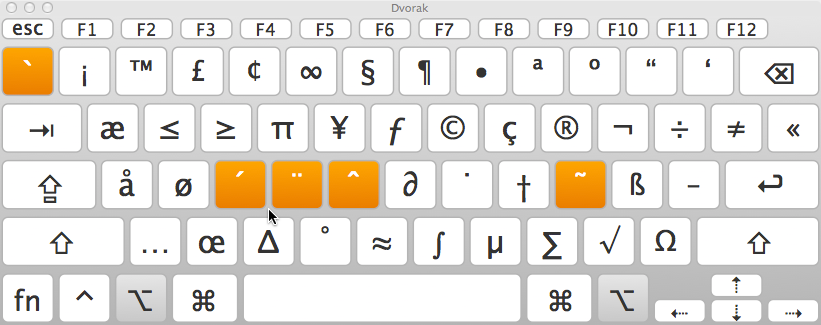 Dvorak
esc F1 F2 F3 F4 F5 F6 F7 F8 F9 F10 F11 F12
` ¡ ™ £ ¢ ∞ § ¶ • ª º “ ‘ ⌫
⇥ æ ≤ ≥ π ¥ ƒ © ç ® ¬ ÷ ≠ «
⇪ å ø ´ ¨ ˆ ∂ ˙ † ˜ ß – ↩
⇧ … œ ∆ ˚ ≈ ∫ µ ∑ √ Ω ⇧
fn ^ ⌥ ⌘ ⌘ ⌥ ⇠ ⇡ ⇣ ⇢